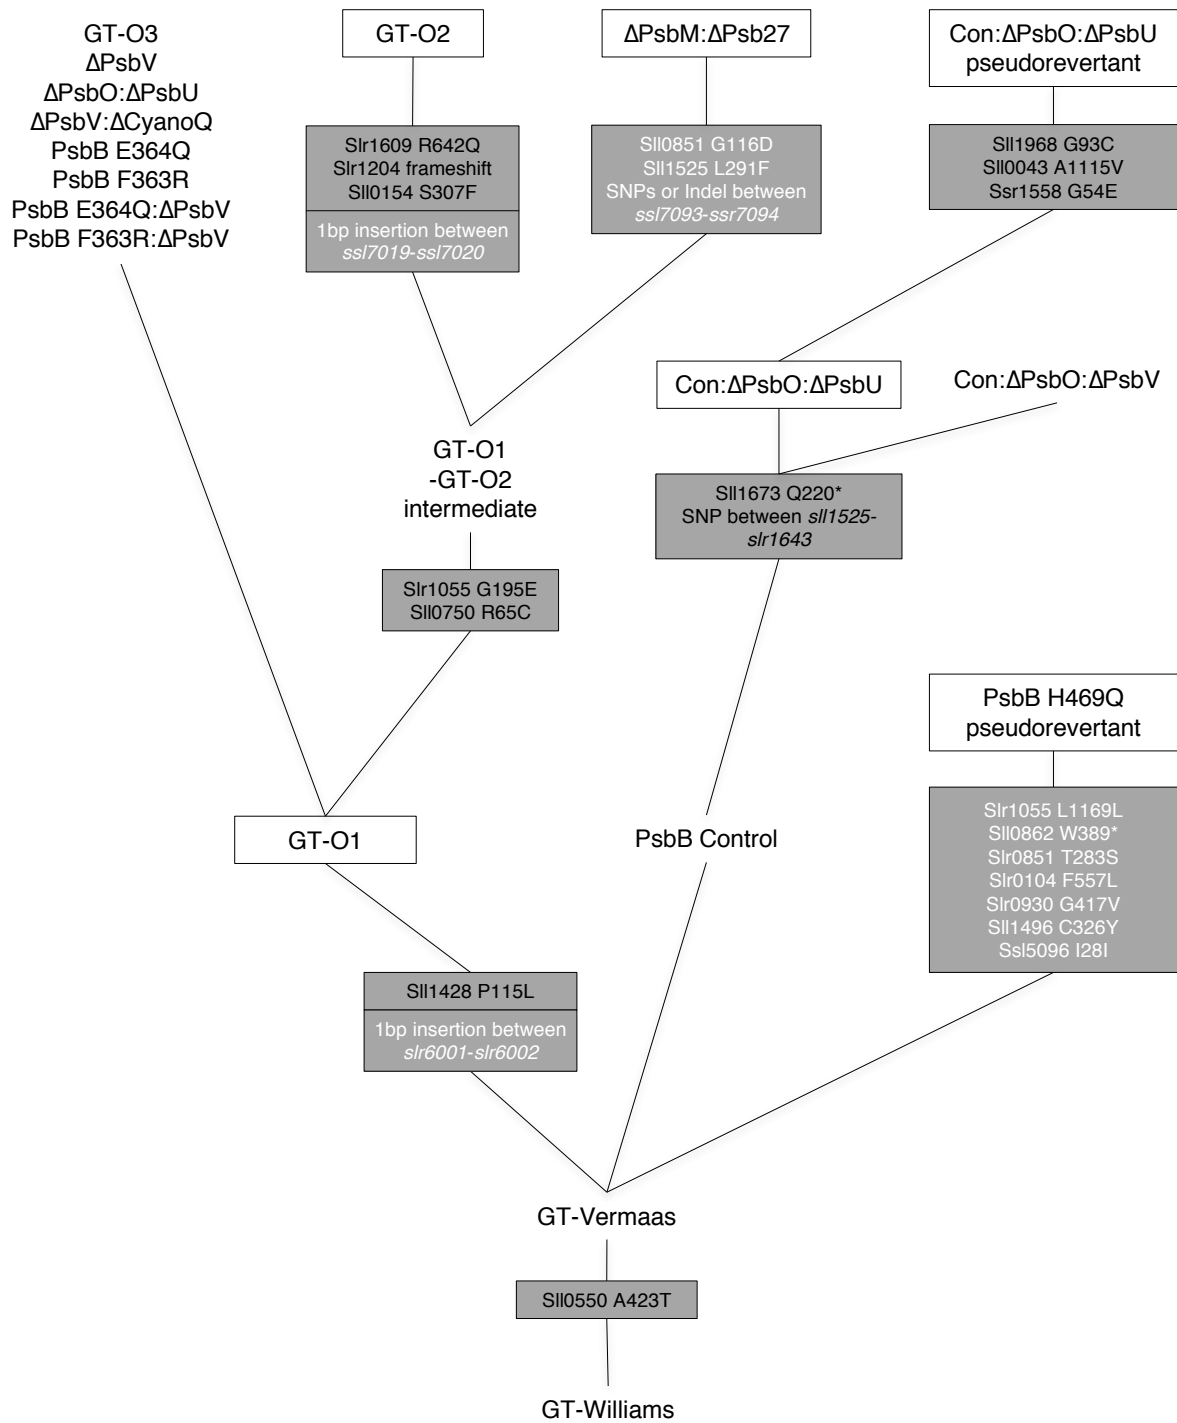 GT-O3
ΔPsbV
ΔPsbO:ΔPsbU
ΔPsbV:ΔCyanoQ
PsbB E364Q
PsbB F363R
PsbB E364Q:ΔPsbV
PsbB F363R:ΔPsbV
GT-O2
Slr1609 R642Q
Slr1204 frameshift
Sll0154 S307F
1bp insertion between
ssl7019-ssl7020
ΔPsbM:ΔPsb27
Sll0851 G116D
Sll1525 L291F
SNPs or Indel between
ssl7093-ssr7094
Con:ΔPsbO:ΔPsbU
pseudorevertant
Sll1968 G93C
Sll0043 A1115V
Ssr1558 G54E
Con:ΔPsbO:ΔPsbU
Con:ΔPsbO:ΔPsbV
GT-O1
-GT-O2
intermediate
Sll1673 Q220*
SNP between sll1525-
slr1643
Slr1055 G195E
Sll0750 R65C
PsbB H469Q
pseudorevertant
GT-O1
PsbB Control
Slr1055 L1169L
Sll0862 W389*
Slr0851 T283S
Slr0104 F557L
Slr0930 G417V
Sll1496 C326Y
Ssl5096 I28I
Sll1428 P115L
1bp insertion between
slr6001-slr6002
GT-Vermaas
Sll0550 A423T
GT-Williams